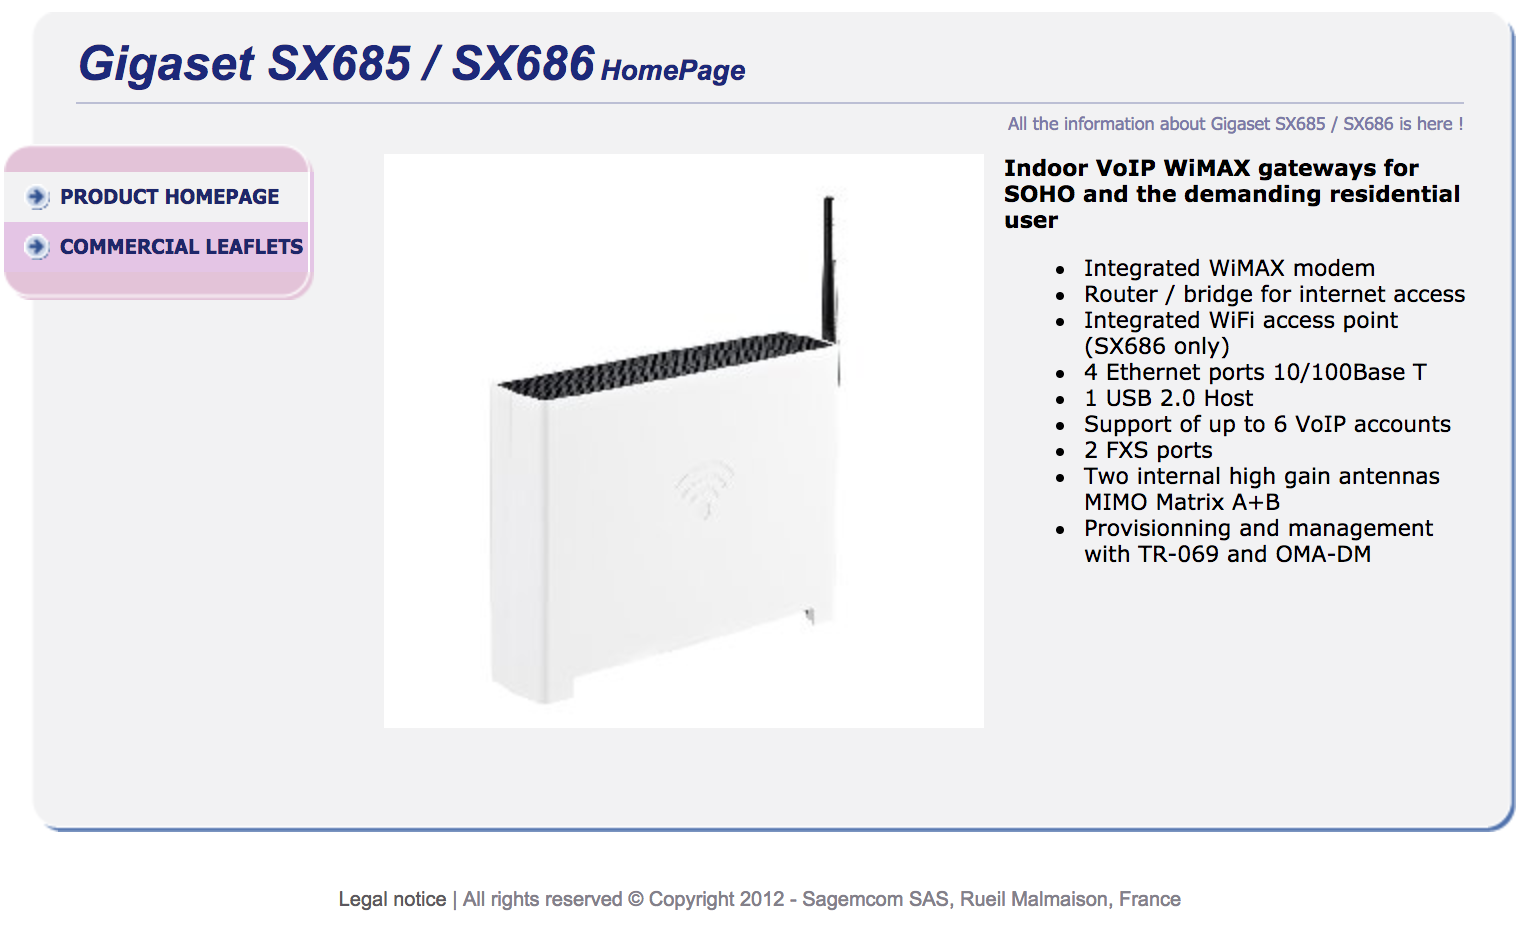 Gigaset SX685 / SX686 HomePage
All the information about Gigaset SX685 / SX686 is here !
PRODUCT HOMEPAGE
COMMERCIAL LEAFLETS
Indoor VoIP WiMAX gateways for
SOHO and the demanding residential
user
• Integrated WiMAX modem
• Router / bridge for internet access
• Integrated WiFi access point
(SX686 only)
• 4 Ethernet ports 10/100Base T
• 1 USB 2.0 Host
• Support of up to 6 VoIP accounts
• 2 FXS ports
• Two internal high gain antennas
MIMO Matrix A+B
• Provisionning and management
with TR-069 and OMA-DM
Legal notice | All rights reserved © Copyright 2012 - Sagemcom SAS, Rueil Malmaison, France